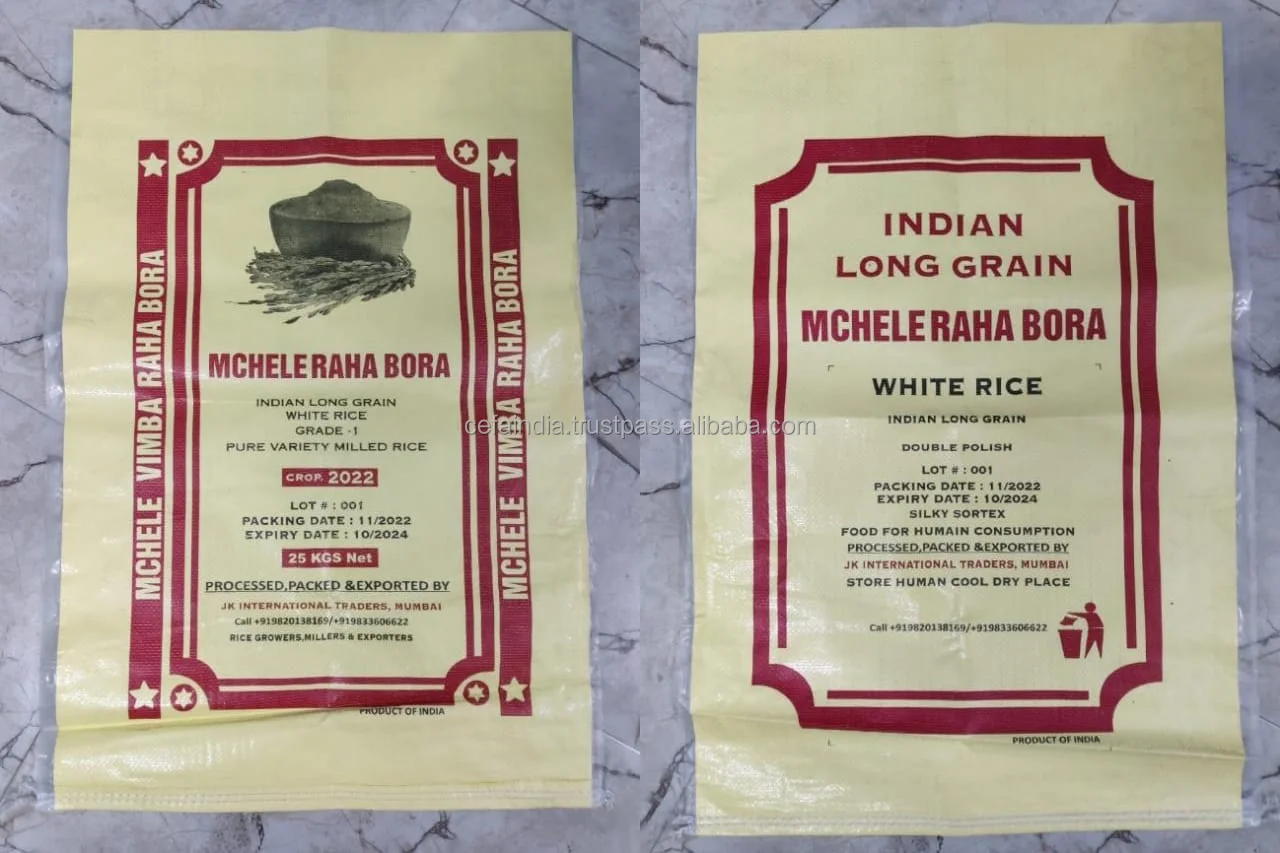 MCHELE VIMBA RAHA BORA
MCHELE RAHA BORA
INDIAN LONG GRAIN
WHITE RICE
GRADE -1
PURE VARIETY MILLED RICE
CROP. 2022
LOT # : 001
PACKING DATE : 11/2022
EXPIRY DATE : 10/2024
25 KGS Net
PROCESSED,PACKED &EXPORTED BY
JK INTERNATIONAL TRADERS, MUMBAI
Call +919820138169/+919833606622
RICE GROWERS,MILLERS & EXPORTERS
PRODUCT OF INDIA
MCHELE VIMBA RAHA BORA
INDIAN
LONG GRAIN
MCHELE RAHA BORA
WHITE RICE
INDIAN LONG GRAIN
DOUBLE POLISH
LOT # : 001
PACKING DATE : 11/2022
EXPIRY DATE : 10/2024
SILKY SORTEX
FOOD FOR HUMAIN CONSUMPTION
PROCESSED,PACKED &EXPORTED BY
JK INTERNATIONAL TRADERS, MUMBAI
STORE HUMAN COOL DRY PLACE
Call +919820138169/+919833606622
PRODUCT OF INDIA
cefaindia.trustpass.alibaba.com